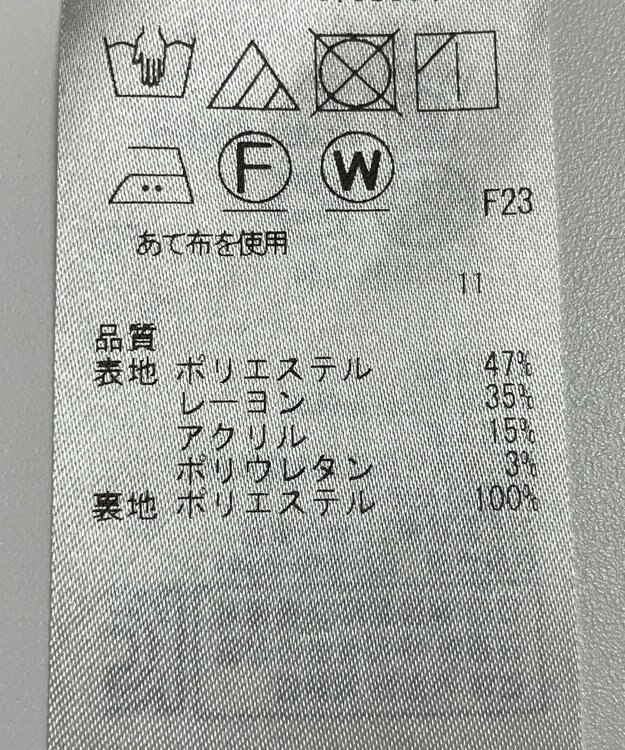 F W
F23
あて布を使用
11
品質
表地 ポリエステル 47%
レーヨン 35%
アクリル 15%
ポリウレタン 3%
裏地 ポリエステル 100%